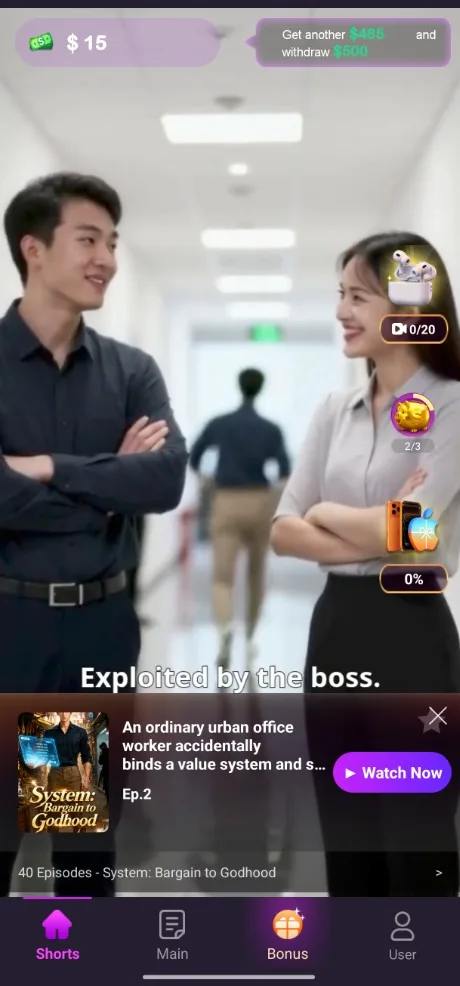 $ 15
Get another $485 and
withdraw $500
0/20
2/3
0%
Exploited by the boss.
An ordinary urban office
worker accidentally
binds a value system and s...
Watch Now
Ep.2
System:
Bargain to
Godhood
40 Episodes - System: Bargain to Godhood
>
Shorts
Main
Bonus
User